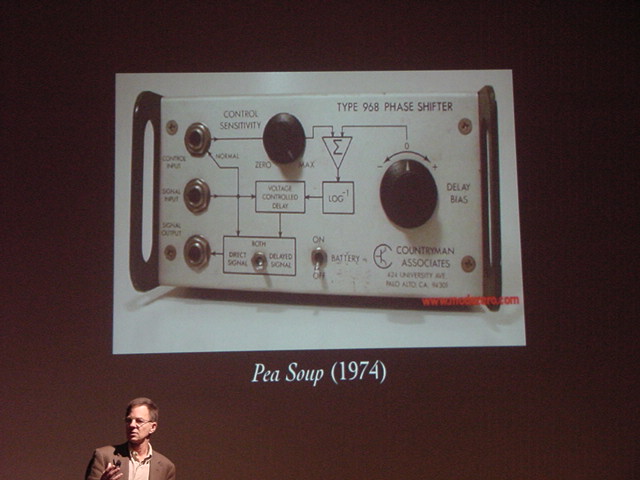 TYPE 968 PHASE SHIFTER
CONTROL
SENSITIVITY
ZERO
MAX
CONTROL
INPUT
NORMAL
Σ
-
0
+
DELAY
BIAS
SIGNAL
INPUT
VOLTAGE
CONTROLLED
DELAY
LOG⁻¹
SIGNAL
OUTPUT
BOTH
DIRECT
SIGNAL
DELAYED
SIGNAL
ON
BATTERY
OFF
COUNTRYMAN
ASSOCIATES
424 UNIVERSITY AVE.
PALO ALTO, CA. 94301
Pea Soup (1974)